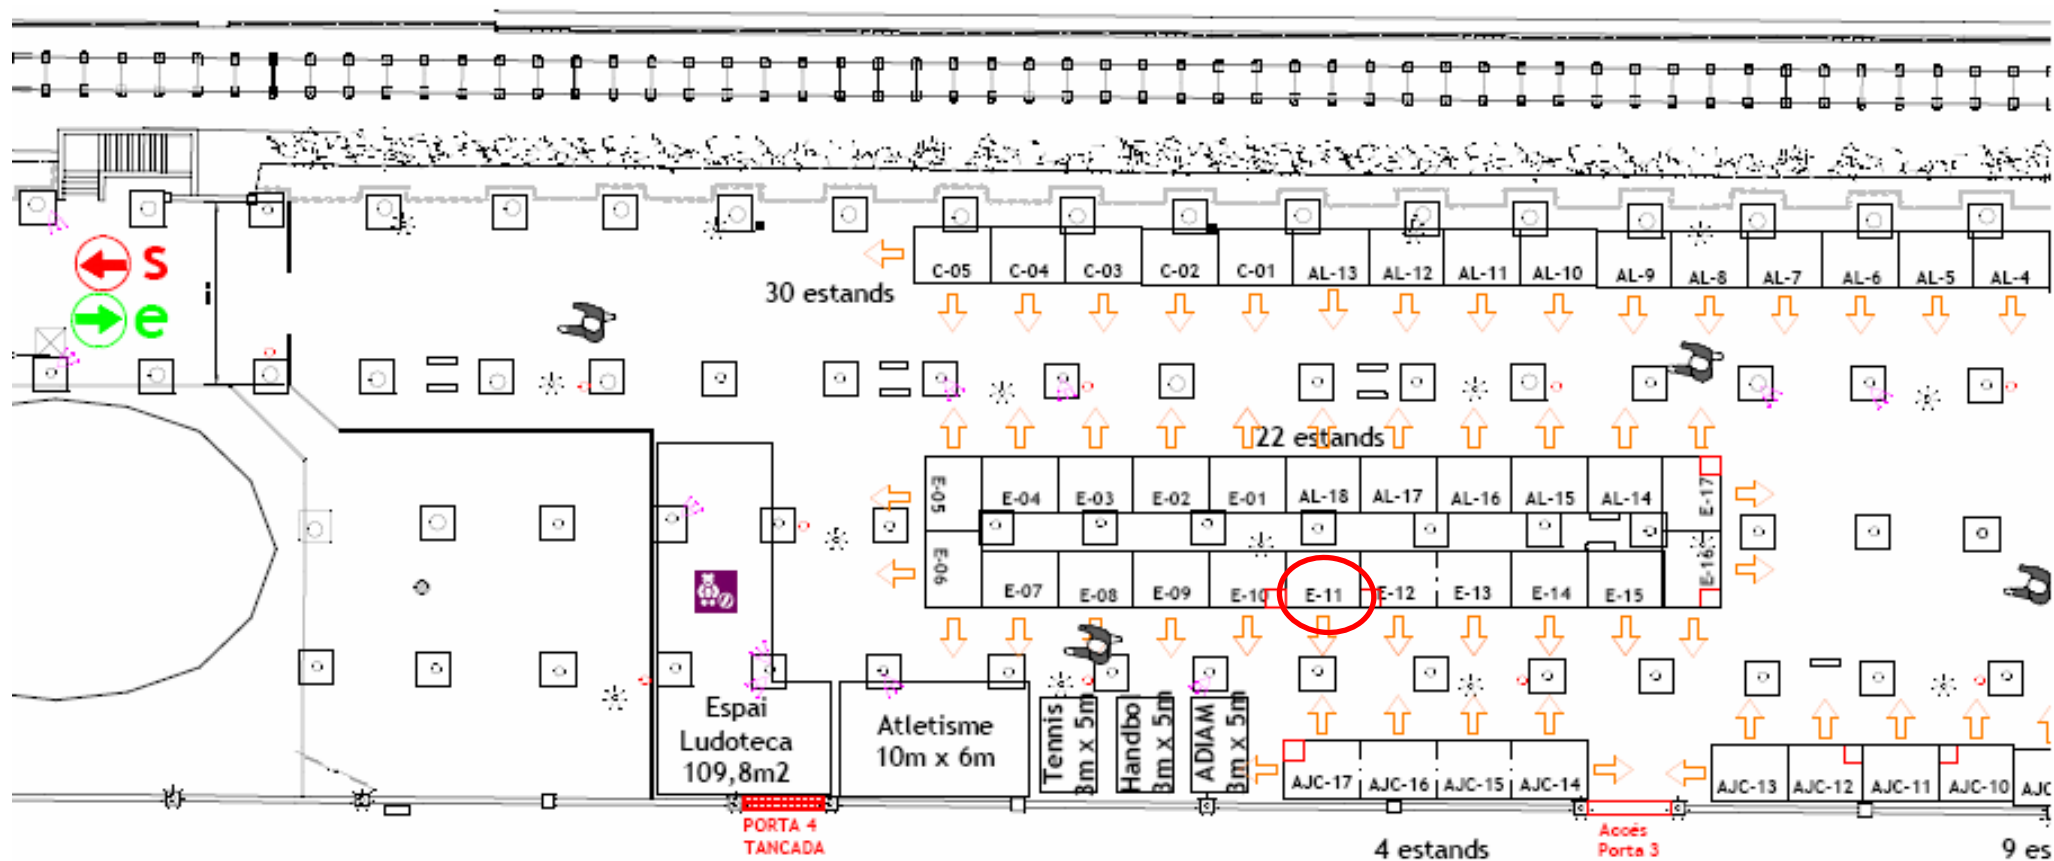 S
e
30 estands
C-05 C-04 C-03 C-02 C-01 AL-13 AL-12 AL-11 AL-10 AL-9 AL-8 AL-7 AL-6 AL-5 AL-4
22 estands
E-05 E-04 E-03 E-02 E-01 AL-18 AL-17 AL-16 AL-15 AL-14 E-17
E-06 E-07 E-08 E-09 E-10 E-11 E-12 E-13 E-14 E-15 E-16
Espai
Ludoteca
109,8m2
Atletisme
10m x 6m
Tennis
3m x 5m
Handbol
3m x 5m
ADIAM
3m x 5m
AJC-17 AJC-16 AJC-15 AJC-14
AJC-13 AJC-12 AJC-11 AJC-10
PORTA 4
TANCADA
Accés
Porta 3
4 estands